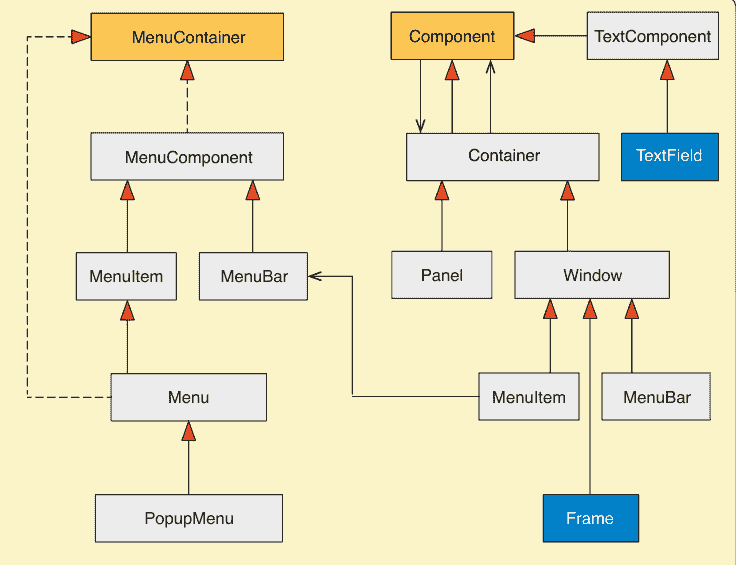 MenuContainer
Component
TextComponent
MenuComponent
Container
TextField
MenuItem
MenuBar
Panel
Window
Menu
MenuItem
MenuBar
PopupMenu
Frame